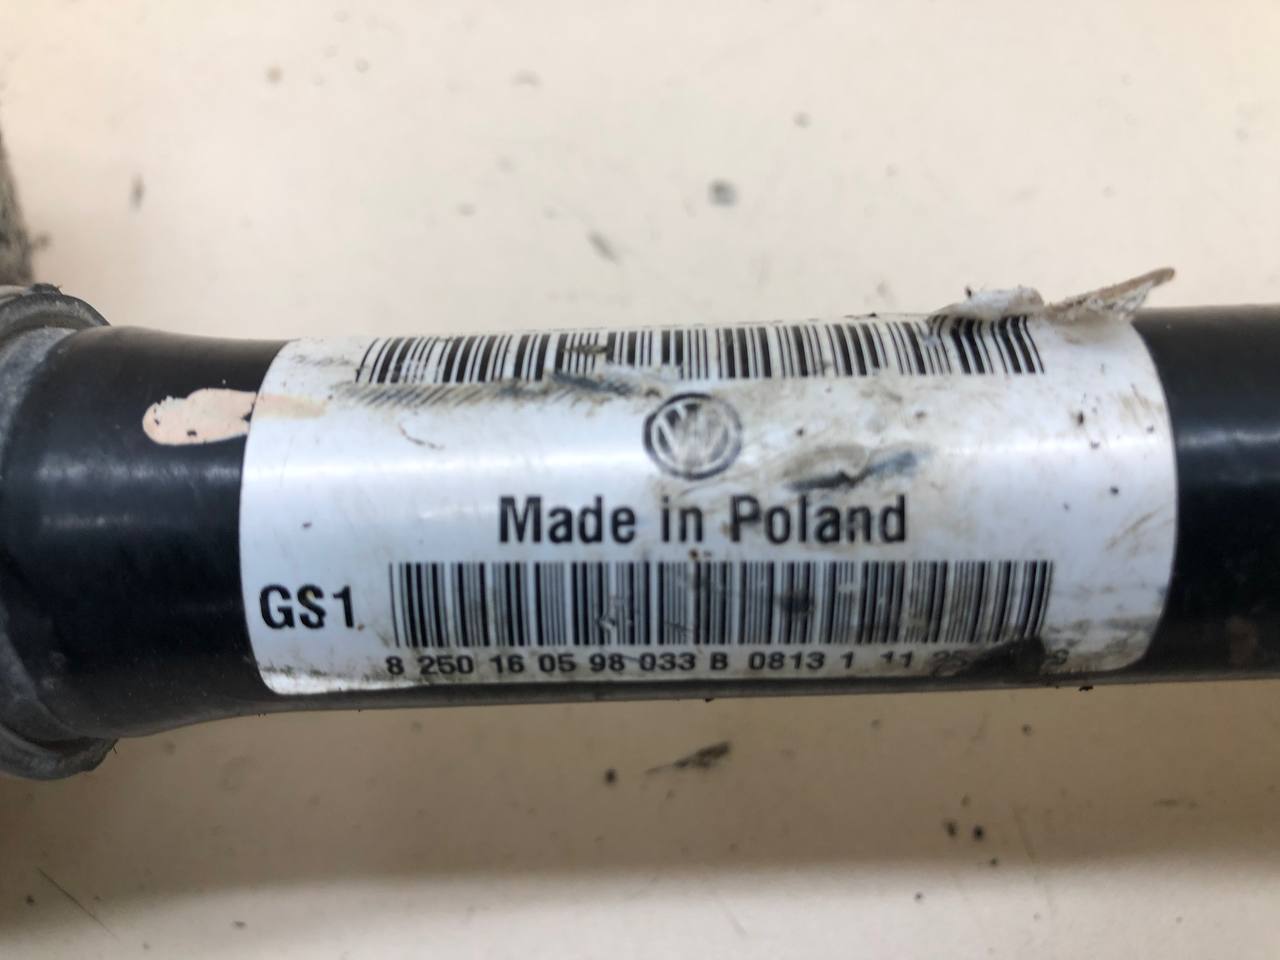 Made in Poland
GS1
8 250 16 05 98 033 B 0813 1 11